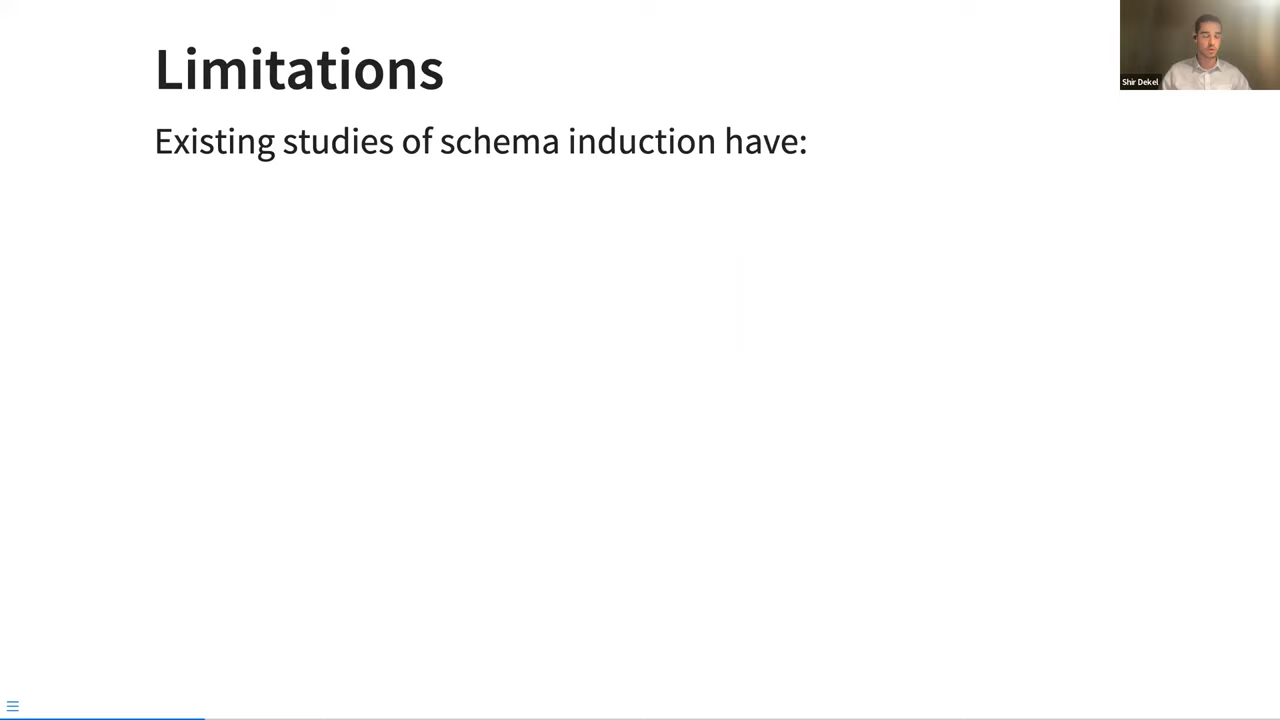 Limitations
Existing studies of schema induction have:
Shir Dekel